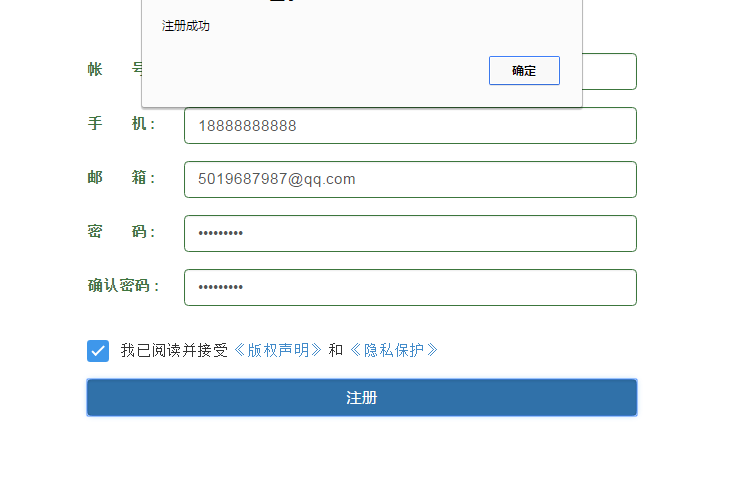 注册成功
确定
帐 号
手 机 :
18888888888
邮 箱 :
5019687987@qq.com
密 码 :
•••••••••
确认密码 :
•••••••••
我已阅读并接受《版权声明》和《隐私保护》
注册